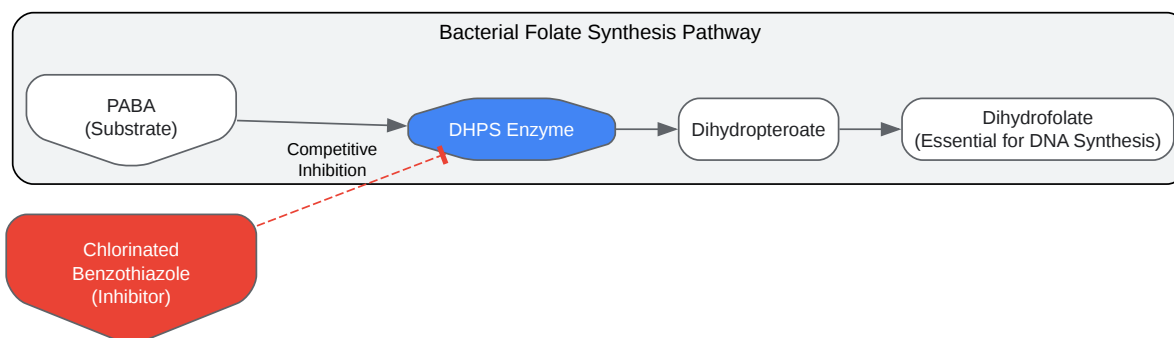 Bacterial Folate Synthesis Pathway
PABA
(Substrate)
DHPS Enzyme
Dihydropteroate
Dihydrofolate
(Essential for DNA Synthesis)
Competitive
Inhibition
Chlorinated
Benzothiazole
(Inhibitor)